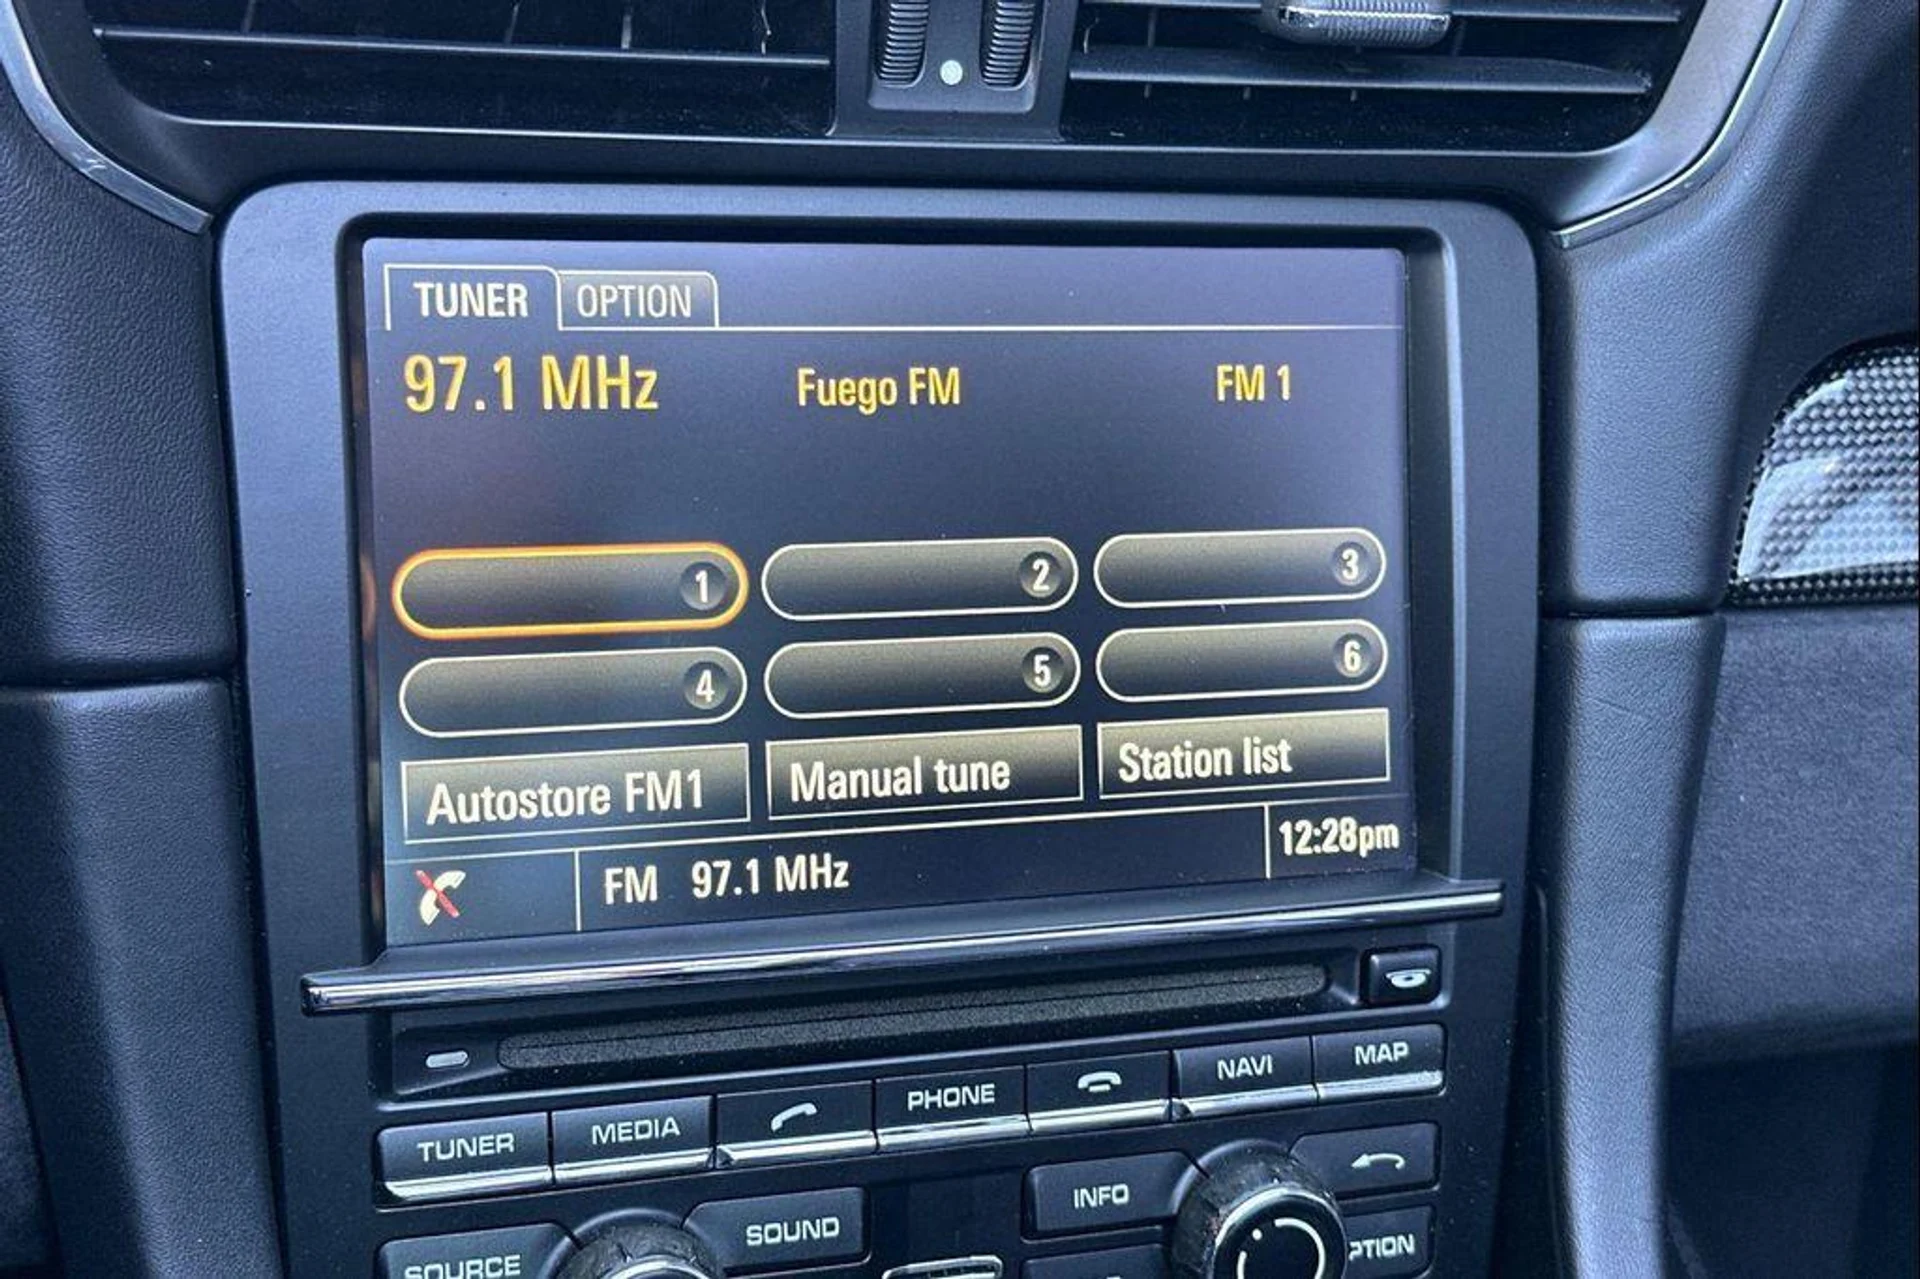 TUNER OPTION
97.1 MHz Fuego FM FM 1
1 2 3
4 5 6
Autostore FM1 Manual tune Station list
FM 97.1 MHz 12:28pm
TUNER MEDIA PHONE NAVI MAP
SOURCE SOUND INFO